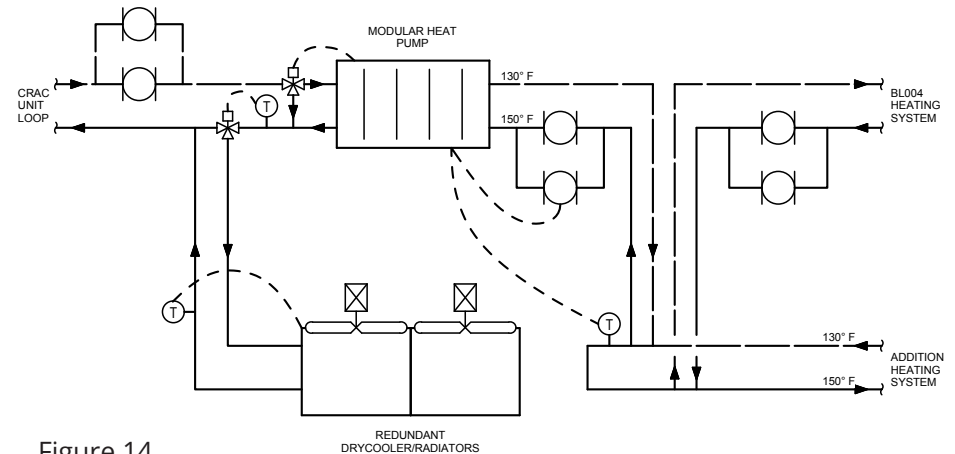 MODULAR HEAT
PUMP
130° F
CRAC
UNIT
LOOP
T
BL004
HEATING
SYSTEM
150° F
T
T
130° F
ADDITION
HEATING
SYSTEM
150° F
REDUNDANT
DRYCOOLER/RADIATORS
Figure 14